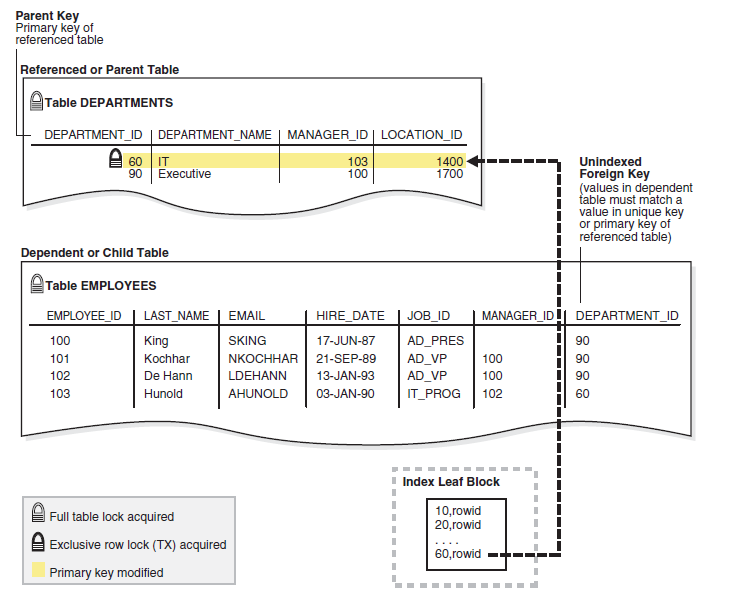 Parent Key
Primary key of
referenced table
Referenced or Parent Table
Table DEPARTMENTS
DEPARTMENT_ID DEPARTMENT_NAME MANAGER_ID LOCATION_ID
60 IT 103 1400
90 Executive 100 1700
Unindexed
Foreign Key
(values in dependent
table must match a
value in unique key
or primary key of
referenced table)
Dependent or Child Table
Table EMPLOYEES
EMPLOYEE_ID LAST_NAME EMAIL HIRE_DATE JOB_ID MANAGER_ID DEPARTMENT_ID
100 King SKING 17-JUN-87 AD_PRES 90
101 Kochhar NKOCHHAR 21-SEP-89 AD_VP 100 90
102 De Hann LDEHANN 13-JAN-93 AD_VP 100 90
103 Hunold AHUNOLD 03-JAN-90 IT_PROG 102 60
Index Leaf Block
10,rowid
20,rowid
. . . .
60,rowid
Full table lock acquired
Exclusive row lock (TX) acquired
Primary key modified